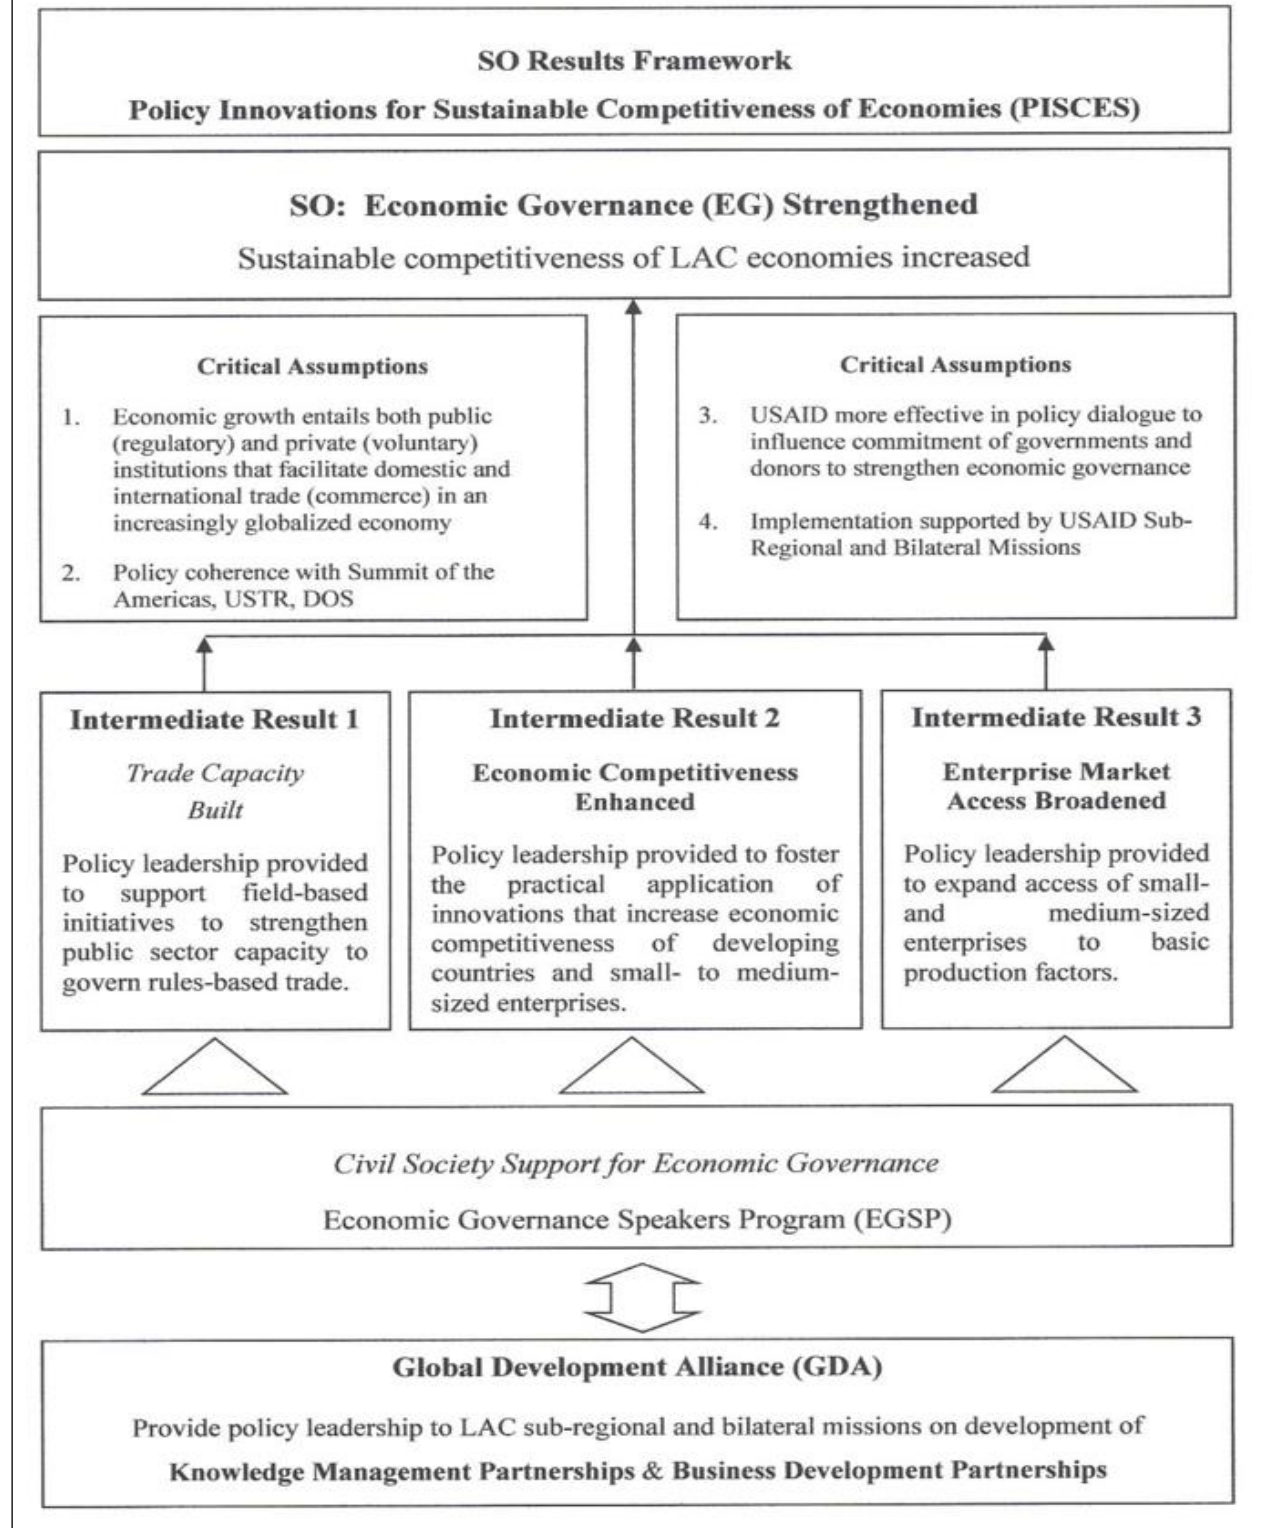 SO Results Framework
Policy Innovations for Sustainable Competitiveness of Economies (PISCES)
SO:  Economic Governance (EG) Strengthened
Sustainable competitiveness of LAC economies increased
Critical Assumptions
1. Economic growth entails both public
(regulatory) and private (voluntary)
institutions that facilitate domestic and
international trade (commerce) in an
increasingly globalized economy
2. Policy coherence with Summit of the
Americas, USTR, DOS
Critical Assumptions
3. USAID more effective in policy dialogue to
influence commitment of governments and
donors to strengthen economic governance
4. Implementation supported by USAID Sub-
Regional and Bilateral Missions
Intermediate Result 1
Trade Capacity
Built
Policy leadership provided
to support field-based
initiatives to strengthen
public sector capacity to
govern rules-based trade.
Intermediate Result 2
Economic Competitiveness
Enhanced
Policy leadership provided to foster
the practical application of
innovations that increase economic
competitiveness of developing
countries and small- to medium-
sized enterprises.
Intermediate Result 3
Enterprise Market
Access Broadened
Policy leadership provided
to expand access of small-
and medium-sized
enterprises to basic
production factors.
Civil Society Support for Economic Governance
Economic Governance Speakers Program (EGSP)
Global Development Alliance (GDA)
Provide policy leadership to LAC sub-regional and bilateral missions on development of
Knowledge Management Partnerships & Business Development Partnerships